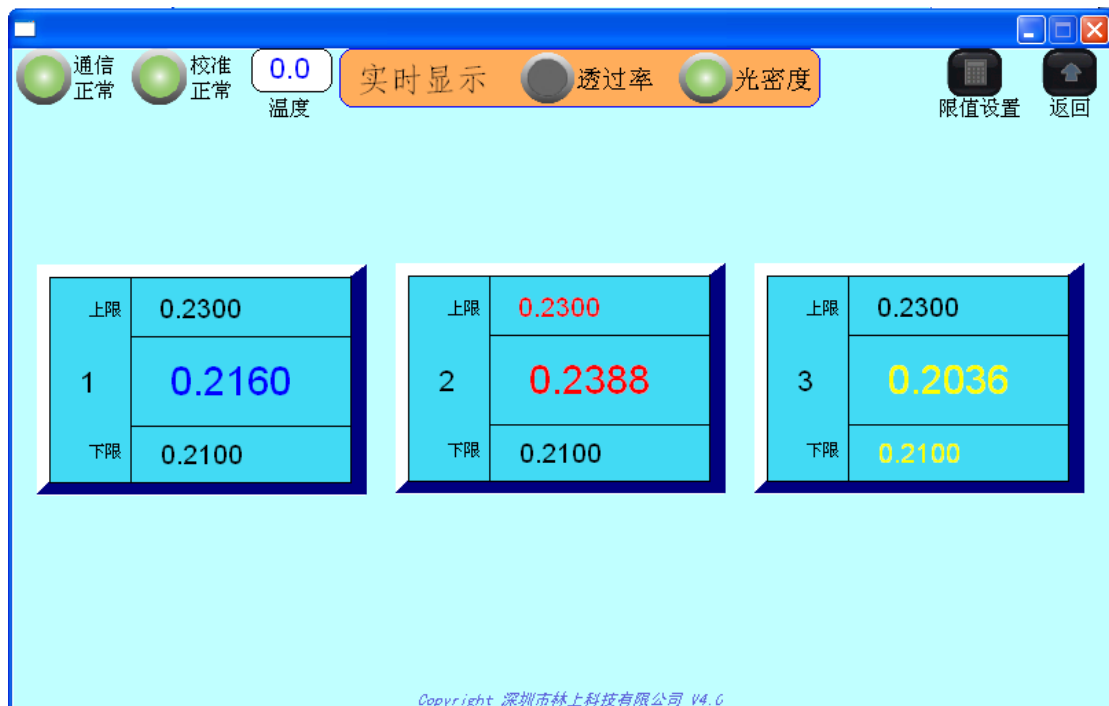 通信
正常
校准
正常
0.0
温度
实时显示
透过率
光密度
限值设置
返回
上限 0.2300
1 0.2160
下限 0.2100
上限 0.2300
2 0.2388
下限 0.2100
上限 0.2300
3 0.2036
下限 0.2100
Copyright 深圳市林上科技有限公司